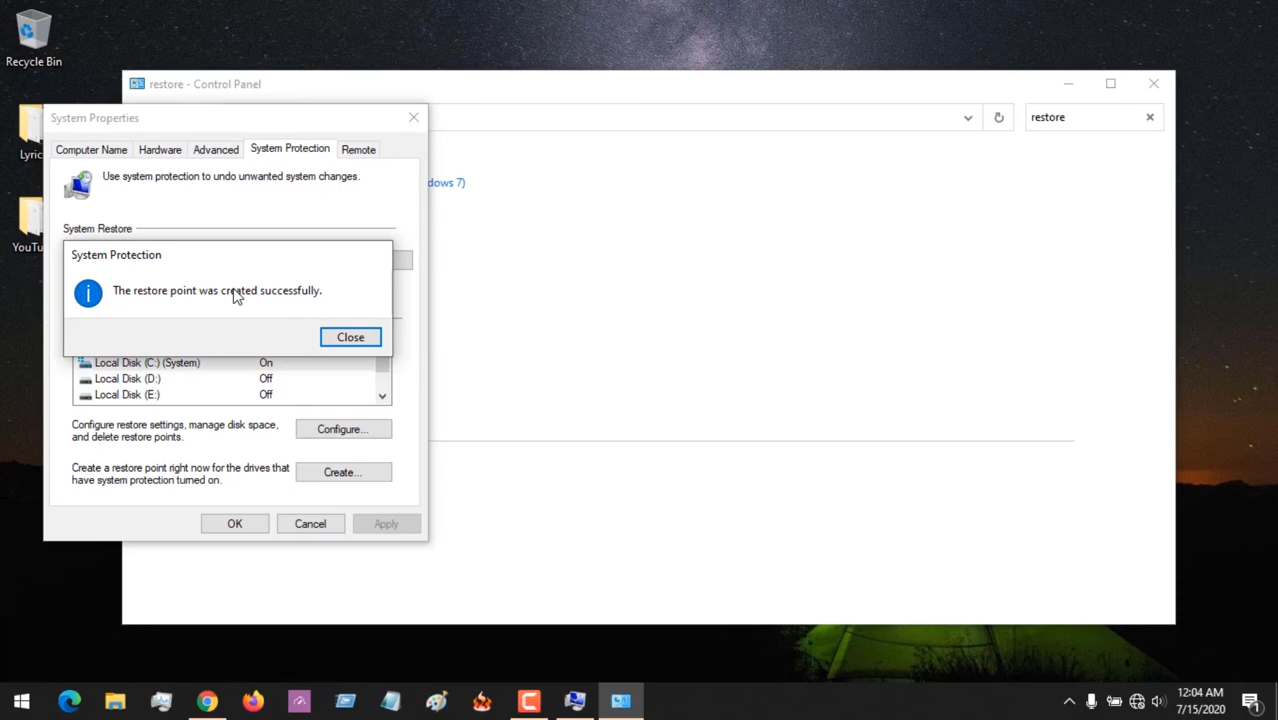 Recycle Bin
Lyric
YouTu
restore - Control Panel
restore
dows 7)
System Properties
Computer Name
Hardware
Advanced
System Protection
Remote
Use system protection to undo unwanted system changes.
System Restore
System Protection
The restore point was created successfully.
Close
Local Disk (C:) (System) On
Local Disk (D:) Off
Local Disk (E:) Off
Configure restore settings, manage disk space,
and delete restore points.
Configure...
Create a restore point right now for the drives that
have system protection turned on.
Create...
OK
Cancel
Apply
12:04 AM
7/15/2020
1